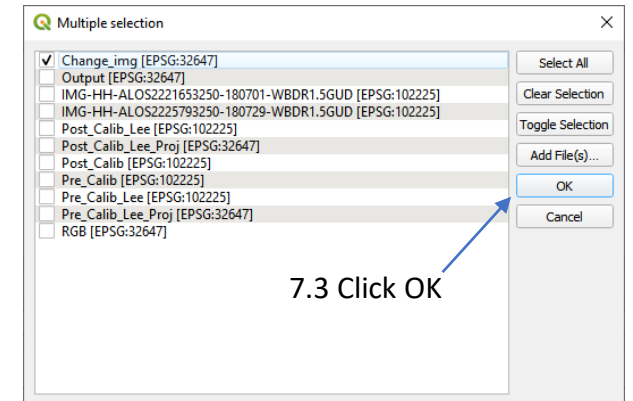 Multiple selection
Change_img [EPSG:32647]
Output [EPSG:32647]
IMG-HH-ALOS2221653250-180701-WBDR1.5GUD [EPSG:102225]
IMG-HH-ALOS2225793250-180729-WBDR1.5GUD [EPSG:102225]
Post_Calib_Lee [EPSG:102225]
Post_Calib_Lee_Proj [EPSG:32647]
Post_Calib [EPSG:102225]
Pre_Calib [EPSG:102225]
Pre_Calib_Lee [EPSG:102225]
Pre_Calib_Lee_Proj [EPSG:32647]
RGB [EPSG:32647]
Select All
Clear Selection
Toggle Selection
Add File(s)...
OK
Cancel
7.3 Click OK